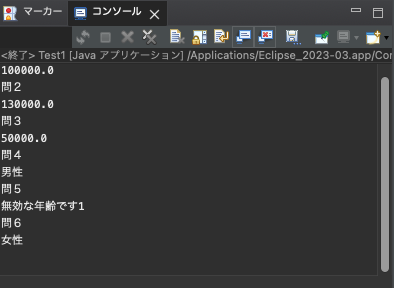 マーカー コンソール
<終了> Test1 [Java アプリケーション] /Applications/Eclipse_2023-03.app/Cor
100000.0
問２
130000.0
問３
50000.0
問４
男性
問５
無効な年齢です1
問６
女性